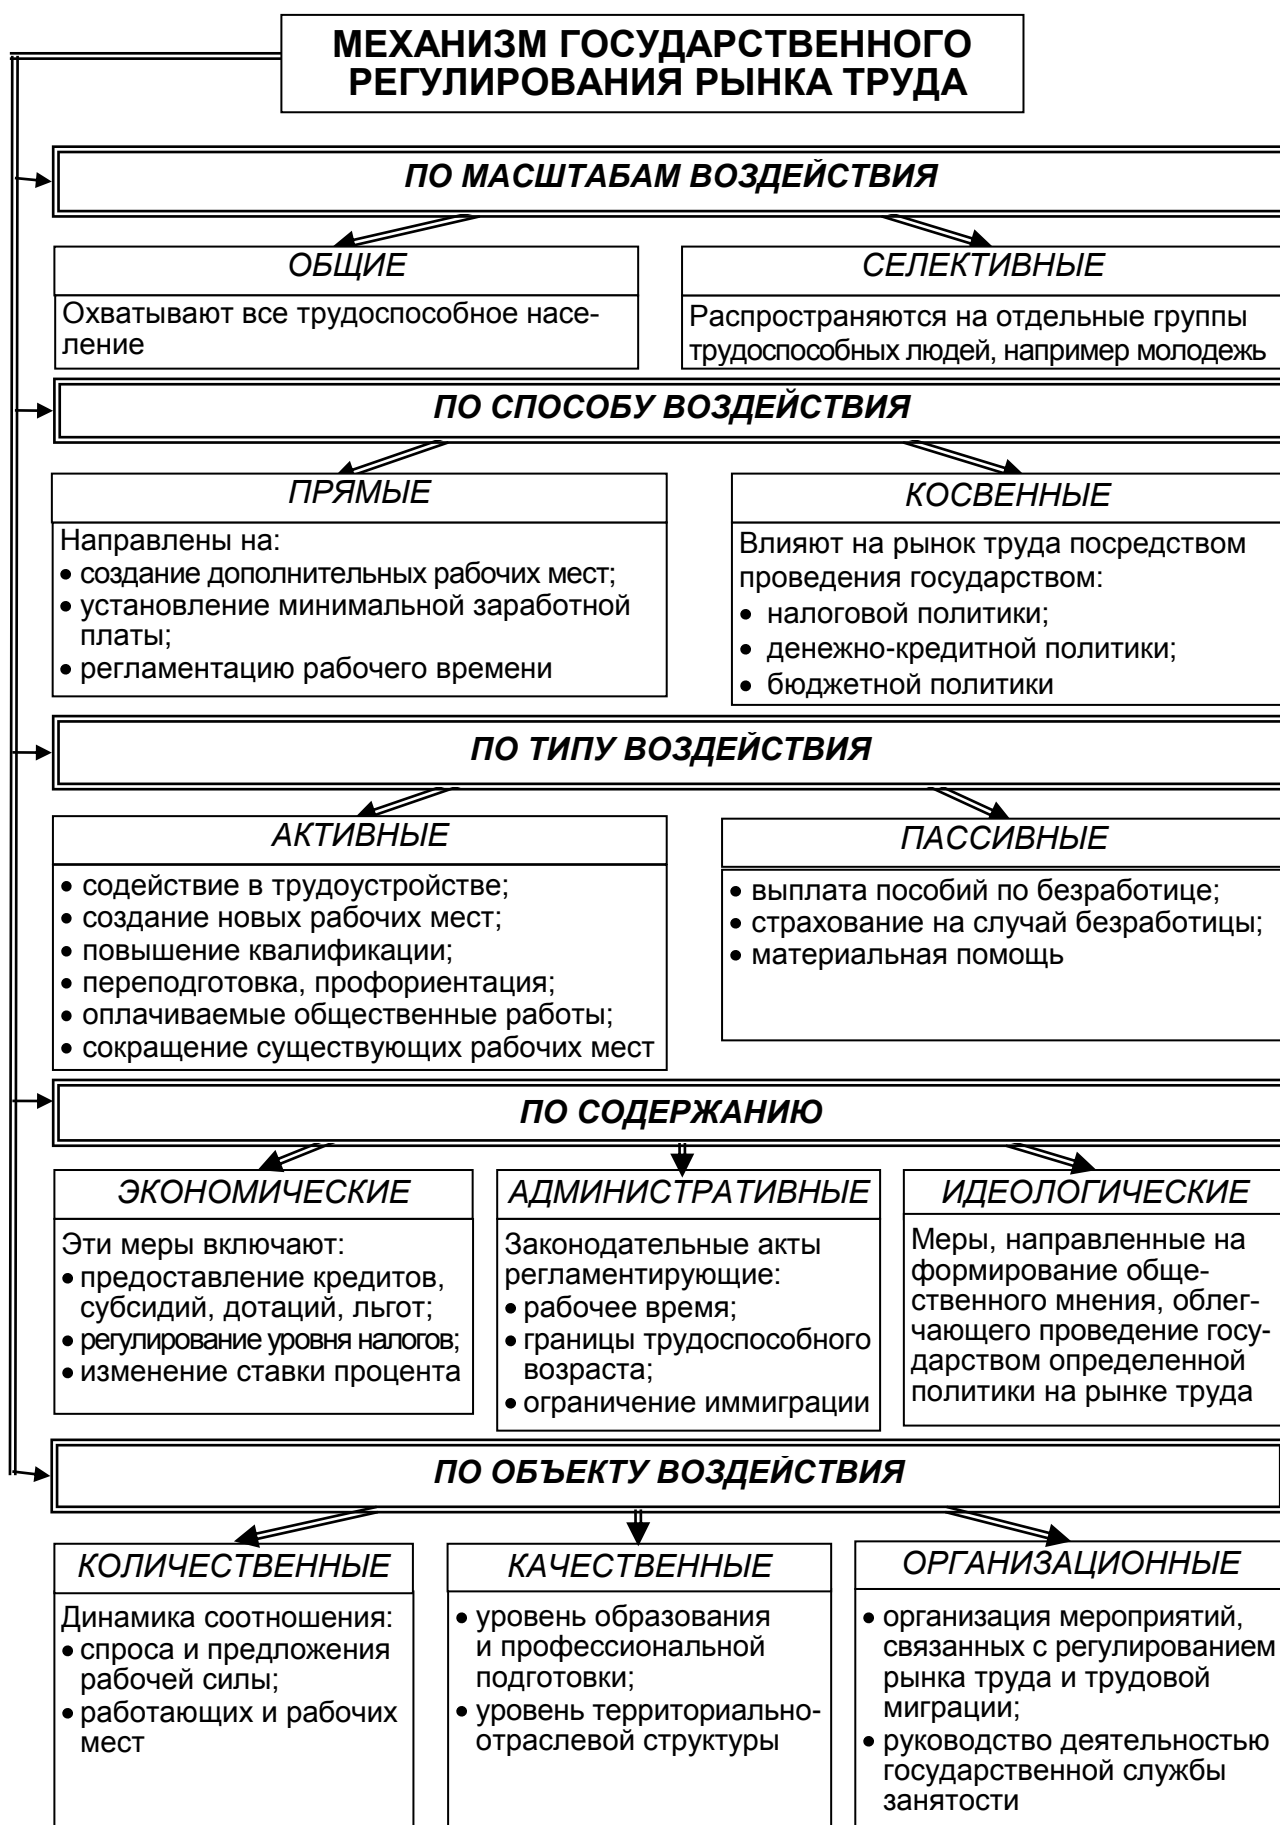 МЕХАНИЗМ ГОСУДАРСТВЕННОГО
РЕГУЛИРОВАНИЯ РЫНКА ТРУДА
ПО МАСШТАБАМ ВОЗДЕЙСТВИЯ
ОБЩИЕ
Охватывают все трудоспособное насе-
ление
СЕЛЕКТИВНЫЕ
Распространяются на отдельные группы
трудоспособных людей, например молодежь
ПО СПОСОБУ ВОЗДЕЙСТВИЯ
ПРЯМЫЕ
Направлены на:
• создание дополнительных рабочих мест;
• установление минимальной заработной
платы;
• регламентацию рабочего времени
КОСВЕННЫЕ
Влияют на рынок труда посредством
проведения государством:
• налоговой политики;
• денежно-кредитной политики;
• бюджетной политики
ПО ТИПУ ВОЗДЕЙСТВИЯ
АКТИВНЫЕ
• содействие в трудоустройстве;
• создание новых рабочих мест;
• повышение квалификации;
• переподготовка, профориентация;
• оплачиваемые общественные работы;
• сокращение существующих рабочих мест
ПАССИВНЫЕ
• выплата пособий по безработице;
• страхование на случай безработицы;
• материальная помощь
ПО СОДЕРЖАНИЮ
ЭКОНОМИЧЕСКИЕ
Эти меры включают:
• предоставление кредитов,
субсидий, дотаций, льгот;
• регулирование уровня налогов;
• изменение ставки процента
АДМИНИСТРАТИВНЫЕ
Законодательные акты
регламентирующие:
• рабочее время;
• границы трудоспособного
возраста;
• ограничение иммиграции
ИДЕОЛОГИЧЕСКИЕ
Меры, направленные на
формирование обще-
ственного мнения, облег-
чающего проведение госу-
дарством определенной
политики на рынке труда
ПО ОБЪЕКТУ ВОЗДЕЙСТВИЯ
КОЛИЧЕСТВЕННЫЕ
Динамика соотношения:
• спроса и предложения
рабочей силы;
• работающих и рабочих
мест
КАЧЕСТВЕННЫЕ
• уровень образования
и профессиональной
подготовки;
• уровень территориально-
отраслевой структуры
ОРГАНИЗАЦИОННЫЕ
• организация мероприятий,
связанных с регулированием
рынка труда и трудовой
миграции;
• руководство деятельностью
государственной службы
занятости